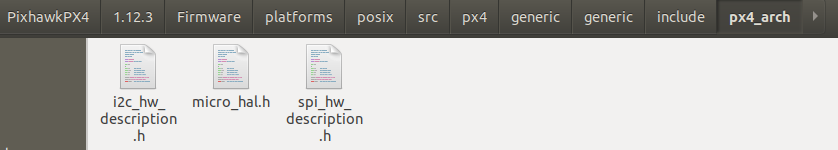 PixhawkPX4 1.12.3 Firmware platforms posix src px4 generic generic include px4_arch
i2c_hw_ micro_hal.h spi_hw_
description description
.h .h